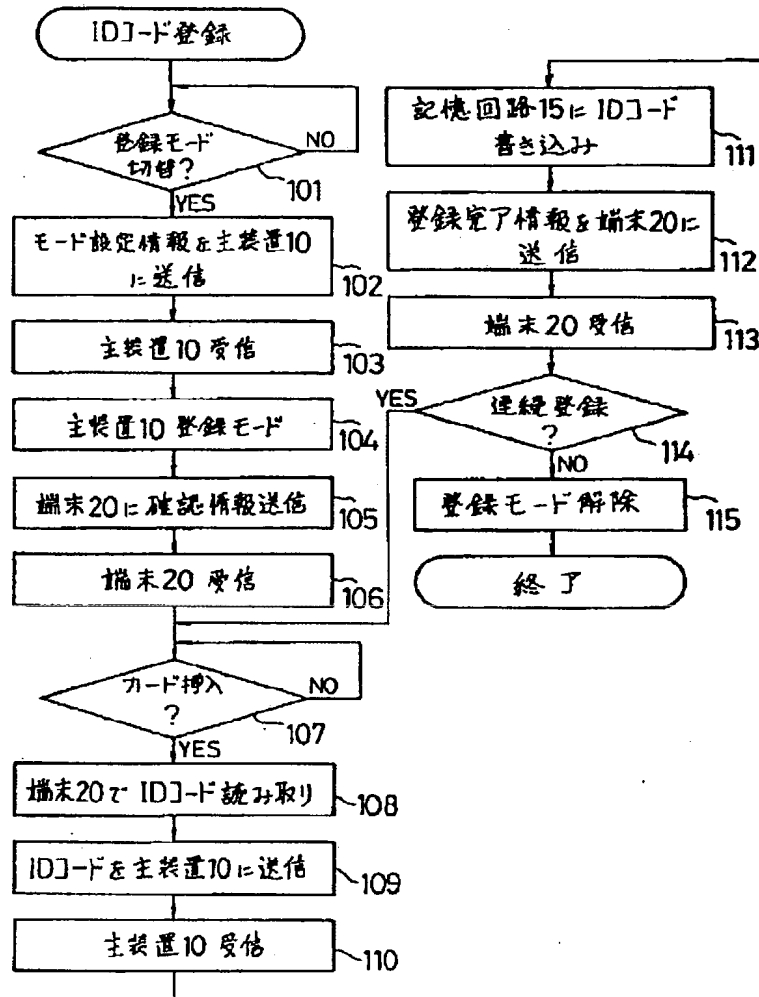 IDコード登録
登録モード
切替?
NO
101
YES
モード設定情報を主装置10
に送信
102
主装置10 受信
103
主装置10 登録モード
104
端末20に確認情報送信
105
端末20 受信
106
カード挿入
?
NO
107
YES
端末20で IDコード読み取り
108
IDコードを主装置10に送信
109
主装置10 受信
110
記憶回路15に IDコード
書き込み
111
登録完了情報を端末20に
送信
112
端末20 受信
113
YES
連続登録
?
114
NO
登録モード解除
115
終了